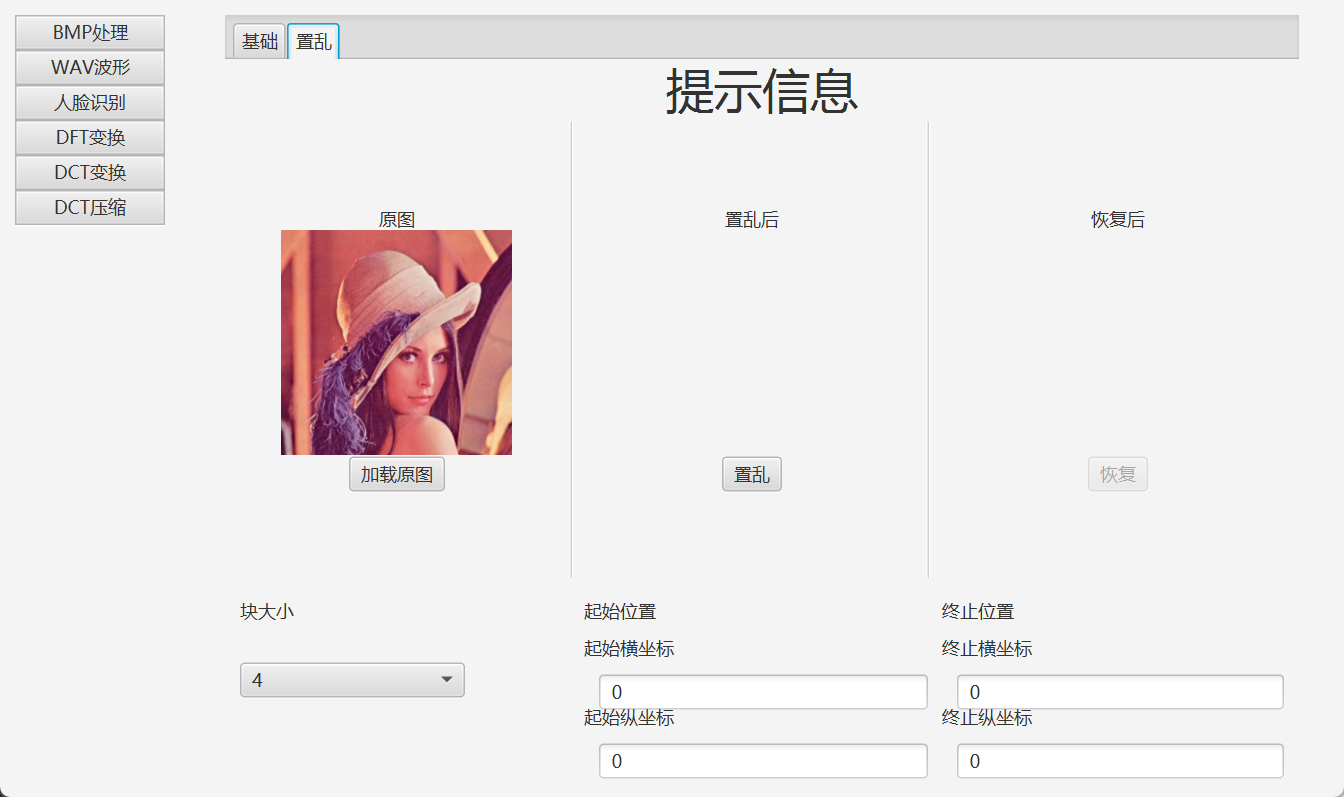 BMP处理
WAV波形
人脸识别
DFT变换
DCT变换
DCT压缩
基础 置乱
提示信息
原图 置乱后 恢复后
加载原图 置乱 恢复
块大小 起始位置 终止位置
起始横坐标 终止横坐标
4 0 0
起始纵坐标 终止纵坐标
0 0